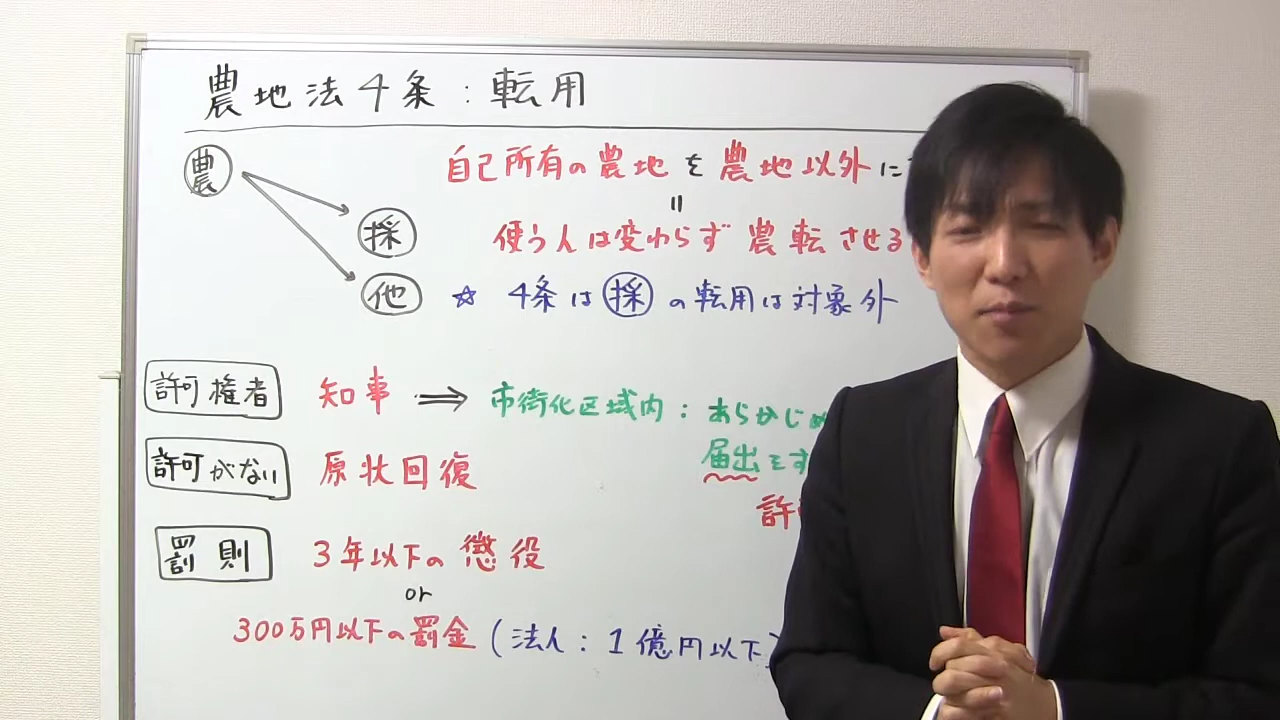 農地法4条：転用
農
自己所有の農地を農地以外に
〃
採
使う人は変わらず農転させる
他
☆ 4条は採の転用は対象外
許可権者 知事 ⇒ 市街化区域内：あらかじめ
許可がない 原状回復
届出をす
許
罰則 3年以下の懲役
or
300万円以下の罰金(法人：1億円以下)